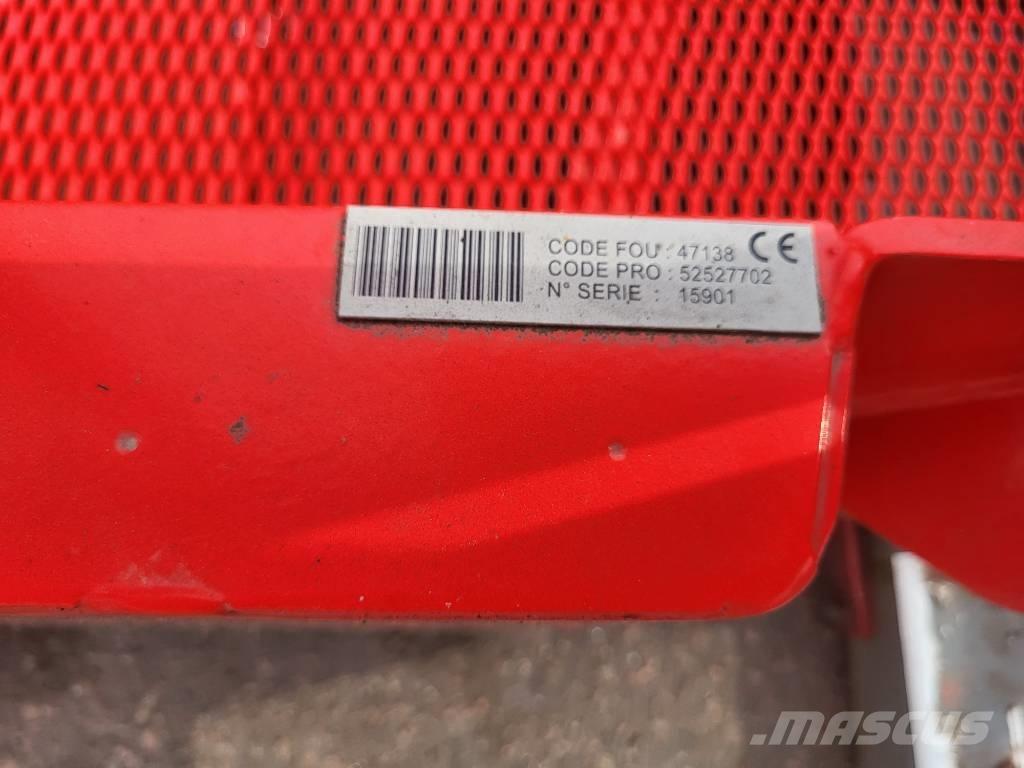 CODE FOU : 47138 CE
CODE PRO : 52527702
N° SERIE : 15901
MASCUS